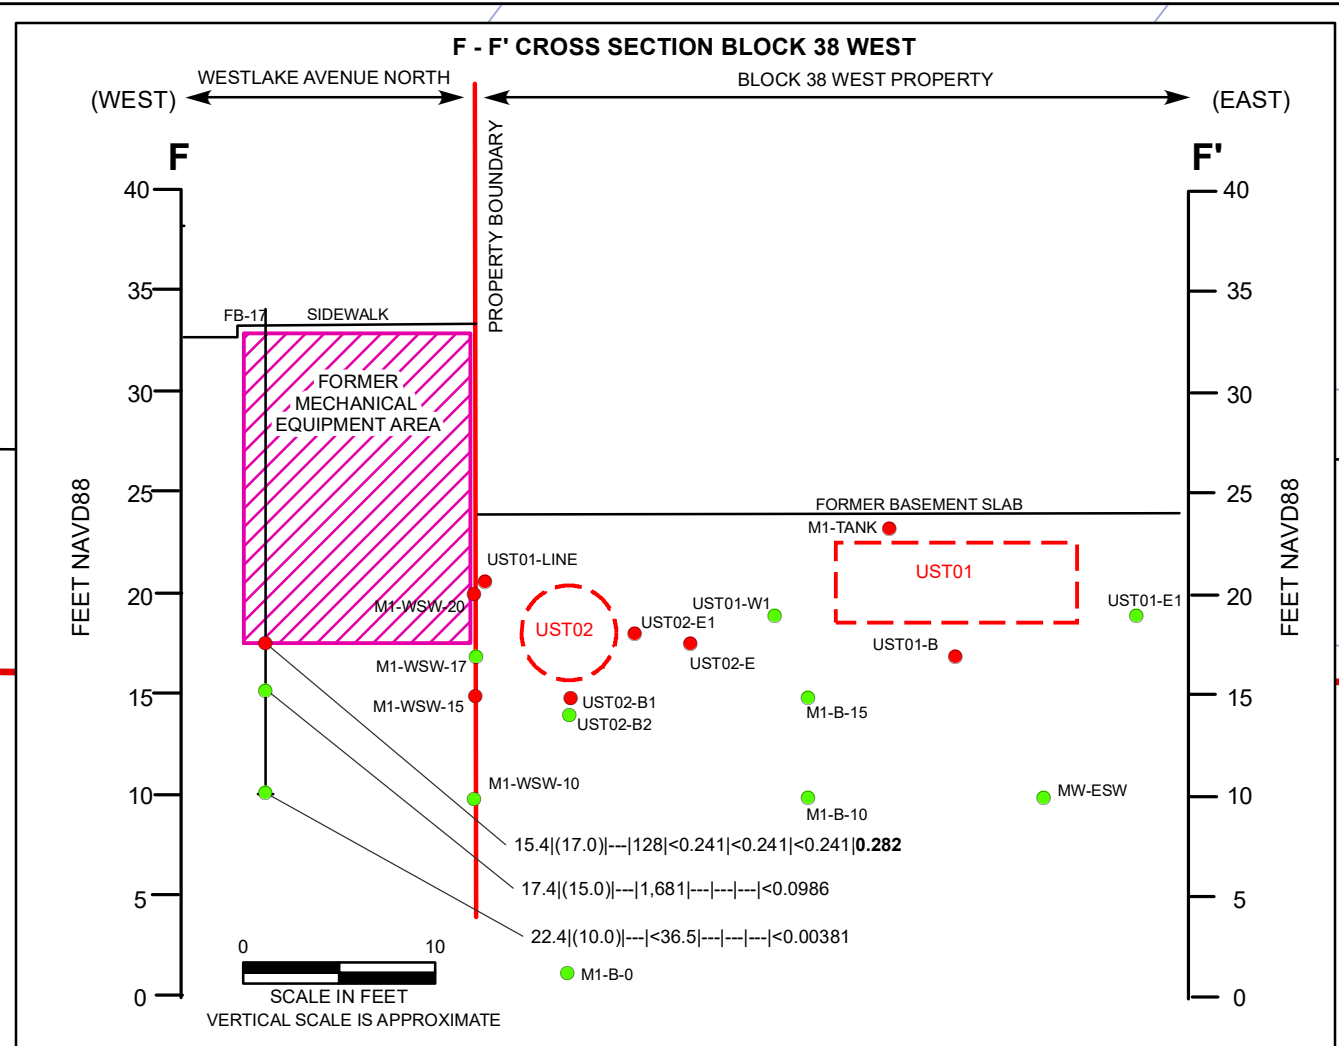 F - F' CROSS SECTION BLOCK 38 WEST
WESTLAKE AVENUE NORTH
BLOCK 38 WEST PROPERTY
(WEST)
(EAST)
F
F'
PROPERTY BOUNDARY
40
40
35
35
FB-17
SIDEWALK
FORMER
MECHANICAL
EQUIPMENT AREA
30
30
25
25
FORMER BASEMENT SLAB
M1-TANK
FEET NAVD88
FEET NAVD88
UST01-LINE
UST01
20
20
M1-WSW-20
UST01-W1
UST01-E1
UST02
UST02-E1
UST01-B
M1-WSW-17
UST02-E
15
15
M1-WSW-15
UST02-B1
M1-B-15
UST02-B2
M1-WSW-10
MW-ESW
10
10
M1-B-10
15.4|(17.0)|---|128|<0.241|<0.241|<0.241|0.282
17.4|(15.0)|---|1,681|---|---|---|<0.0986
5
5
22.4|(10.0)|---|<36.5|---|---|---|<0.00381
0 10
M1-B-0
SCALE IN FEET
0
0
VERTICAL SCALE IS APPROXIMATE